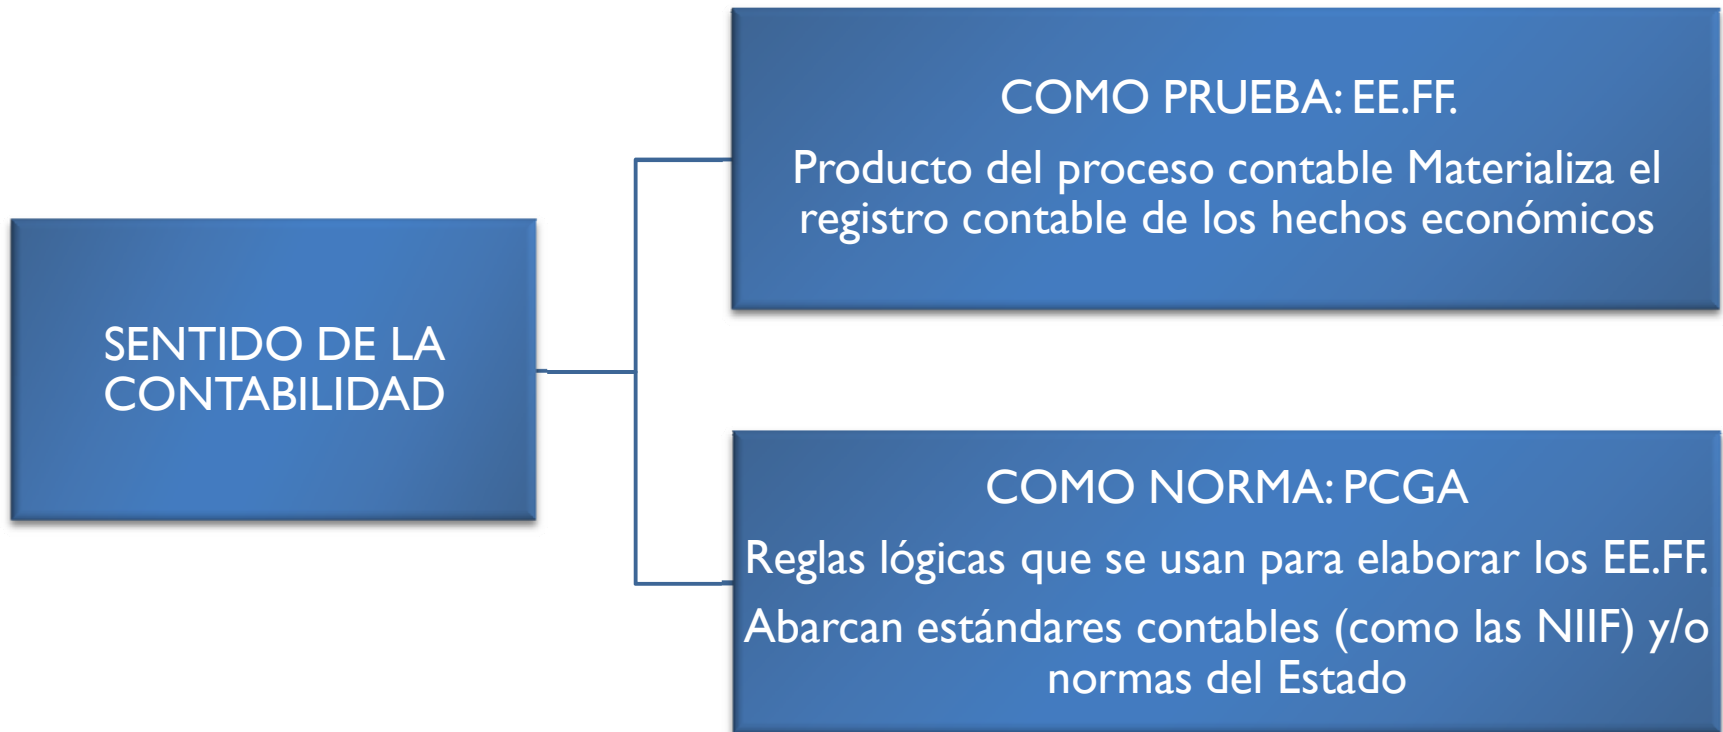 COMO PRUEBA: EE.FF.
Producto del proceso contable Materializa el
registro contable de los hechos económicos
SENTIDO DE LA
CONTABILIDAD
COMO NORMA: PCGA
Reglas lógicas que se usan para elaborar los EE.FF.
Abarcan estándares contables (como las NIIF) y/o
normas del Estado